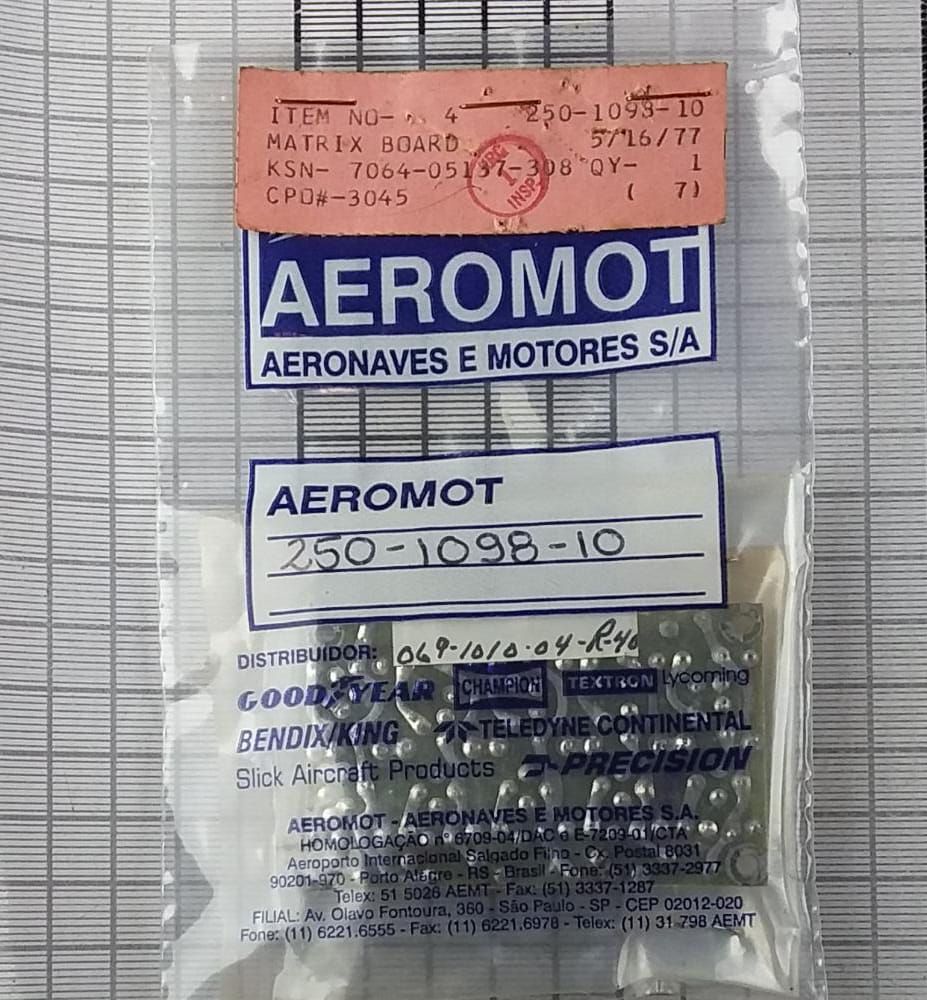 ITEM NO- 4 250-1098-10
MATRIX BOARD 5/16/77
KSN- 7064-05137-308 QY- 1
CPO#-3045 ( 7)
INSP
AEROMOT
AERONAVES E MOTORES S/A
AEROMOT
250-1098-10
DISTRIBUIDOR: 069-1010-04-R-40
GOODYEAR CHAMPION TEXTRON Lycoming
BENDIX/KING TELEDYNE CONTINENTAL
Slick Aircraft Products PRECISION
AEROMOT - AERONAVES E MOTORES S.A.
HOMOLOGAÇÃO nº 6709-04/DAC e E-7209-01/CTA
Aeroporto Internacional Salgado Filho - Cx. Postal 8031
90201-970 - Porto Alegre - RS - Brasil - Fone: (51) 3337-2977
Telex: 51 5026 AEMT - Fax: (51) 3337-1287
FILIAL: Av. Olavo Fontoura, 360 - São Paulo - SP - CEP 02012-020
Fone: (11) 6221.6555 - Fax: (11) 6221.6978 - Telex: (11) 31 798 AEMT